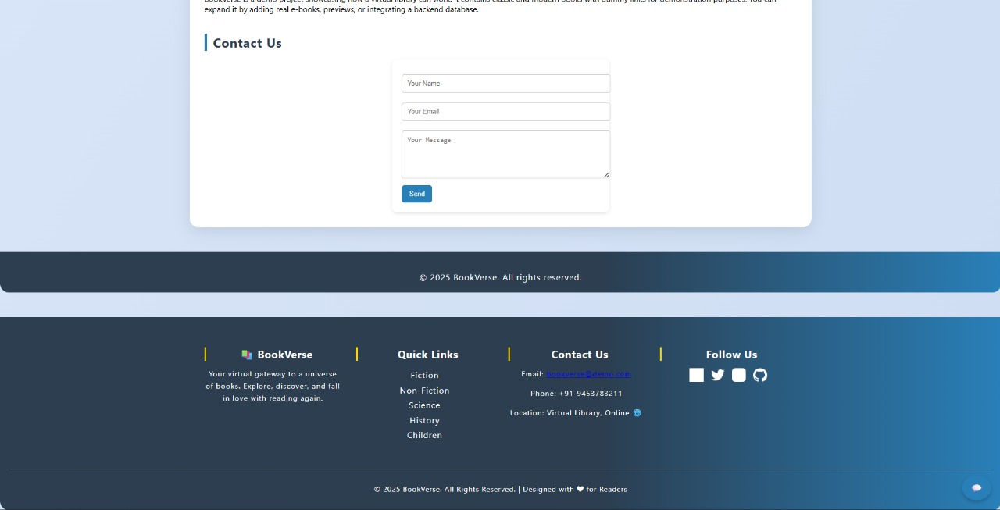 BookVerse is a demo project showcasing how a virtual library can work. It contains classic and modern books with dummy links for demonstration purposes. You can
expand it by adding real e-books, previews, or integrating a backend database.
Contact Us
Your Name
Your Email
Your Message
Send
© 2025 BookVerse. All rights reserved.
📚 BookVerse
Your virtual gateway to a universe
of books. Explore, discover, and fall
in love with reading again.
Quick Links
Fiction
Non-Fiction
Science
History
Children
Contact Us
Email: bookverse@demo.com
Phone: +91-9453783211
Location: Virtual Library, Online 🌐
Follow Us
© 2025 BookVerse. All Rights Reserved. | Designed with 🤍 for Readers